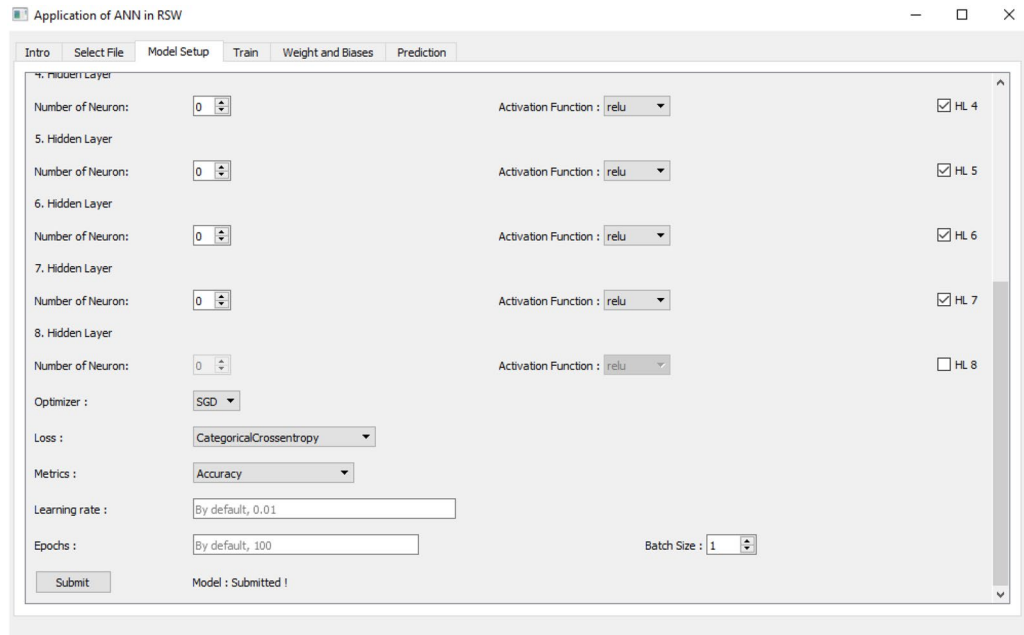 Application of ANN in RSW
Intro Select File Model Setup Train Weight and Biases Prediction
4. Hidden Layer
Number of Neuron: 0 Activation Function : relu HL 4
5. Hidden Layer
Number of Neuron: 0 Activation Function : relu HL 5
6. Hidden Layer
Number of Neuron: 0 Activation Function : relu HL 6
7. Hidden Layer
Number of Neuron: 0 Activation Function : relu HL 7
8. Hidden Layer
Number of Neuron: 0 Activation Function : relu HL 8
Optimizer : SGD
Loss : CategoricalCrossentropy
Metrics : Accuracy
Learning rate : By default, 0.01
Epochs : By default, 100 Batch Size : 1
Submit Model : Submitted !